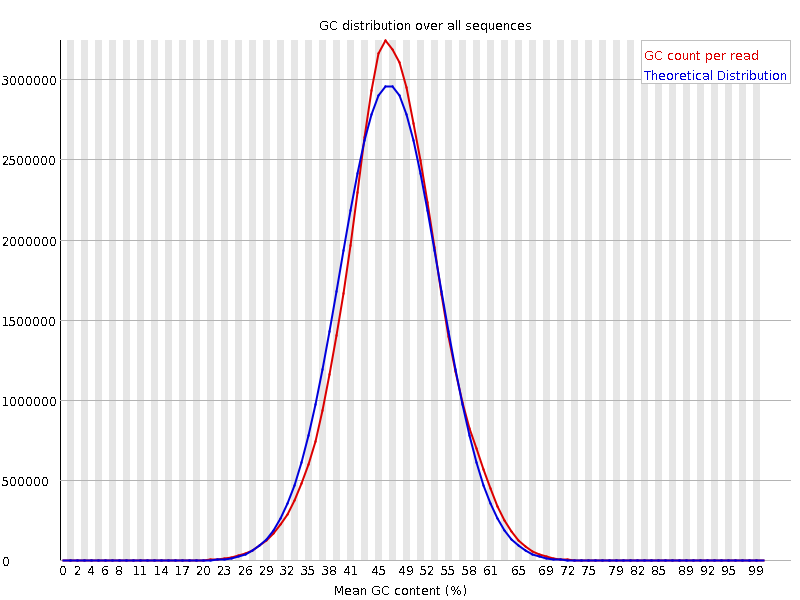 GC distribution over all sequences
GC count per read
Theoretical Distribution
3000000
2500000
2000000
1500000
1000000
500000
0
0 2 4 6 8 11 14 17 20 23 26 29 32 35 38 41 45 49 52 55 58 61 65 69 72 75 79 82 85 89 92 95 99
Mean GC content (%)